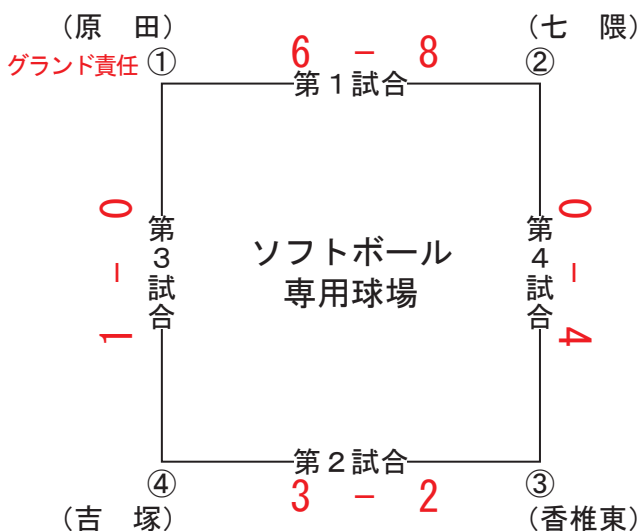 （原　田） （七　隈）
グランド責任 ① ６ － ８ ②
第１試合
０ － １
第３試合
ソフトボール
専用球場
第４試合
０ － ４
第２試合
④ ３ － ２ ③
（吉　塚） （香椎東）